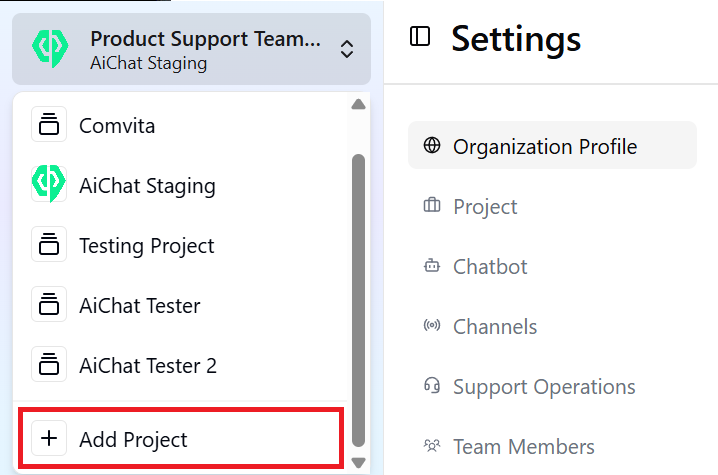 Product Support Team...
AiChat Staging
Comvita
AiChat Staging
Testing Project
AiChat Tester
AiChat Tester 2
Add Project
Settings
Organization Profile
Project
Chatbot
Channels
Support Operations
Team Members